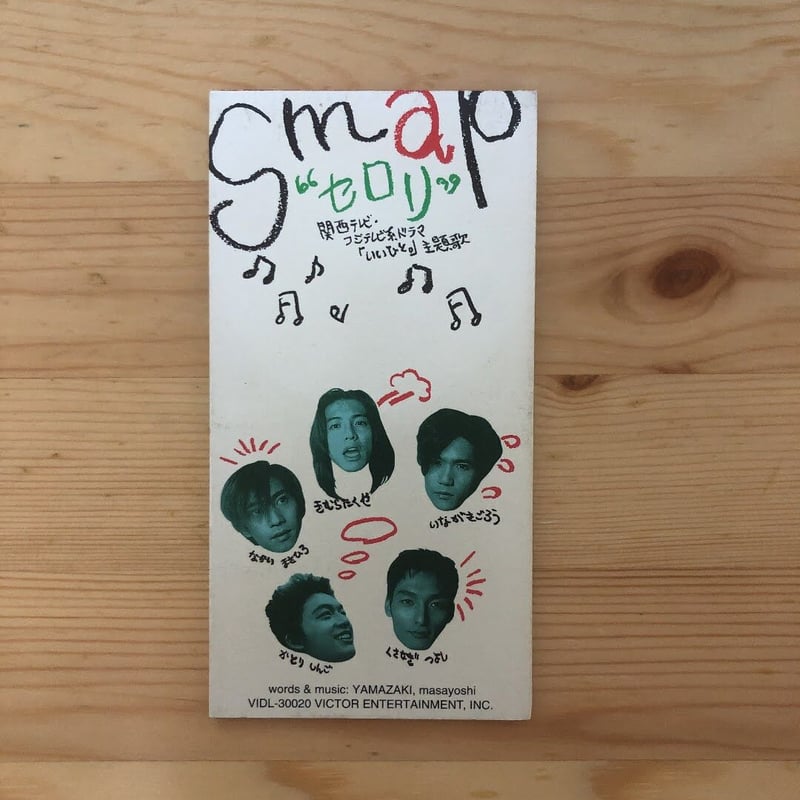 smap
“セロリ”
関西テレビ・
フジテレビ系ドラマ
「いいひと。」主題歌
きむらたくや
いながきごろう
なかい まさひろ
かとり しんご
くさなぎ つよし
words & music: YAMAZAKI, masayoshi
VIDL-30020 VICTOR ENTERTAINMENT, INC.